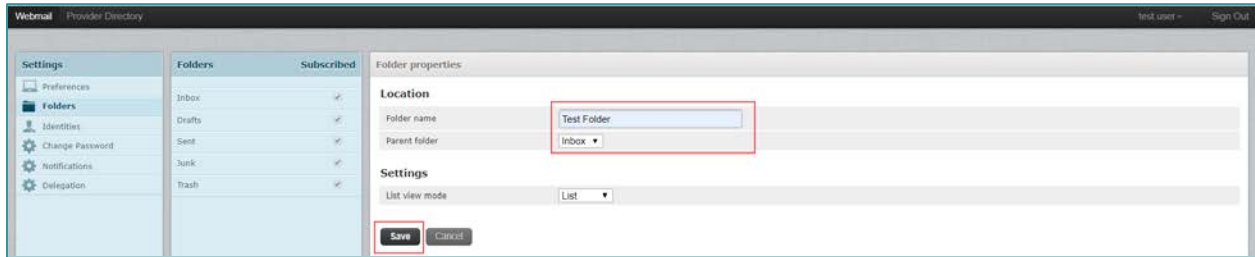 Webmail Provider Directory test user Sign Out
Settings
Preferences
Folders
Identities
Change Password
Notifications
Delegation
Folders Subscribed
Inbox
Drafts
Sent
Junk
Trash
Folder properties
Location
Folder name Test Folder
Parent folder Inbox
Settings
List view mode List
Save Cancel